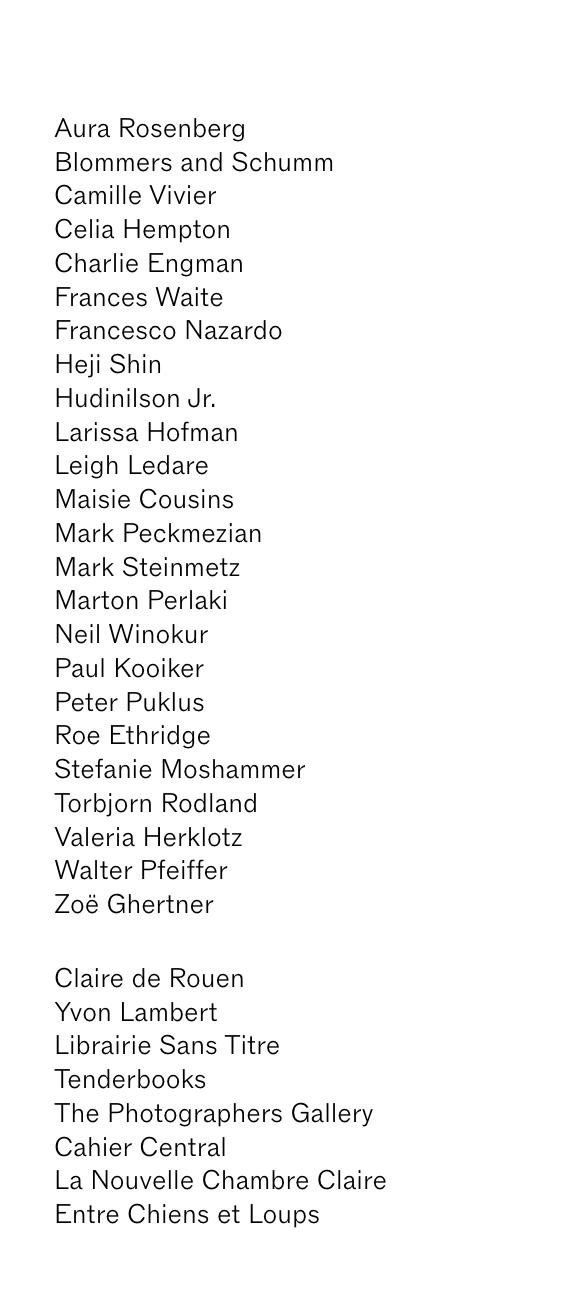 Aura Rosenberg
Blommers and Schumm
Camille Vivier
Celia Hempton
Charlie Engman
Frances Waite
Francesco Nazardo
Heji Shin
Hudinilson Jr.
Larissa Hofman
Leigh Ledare
Maisie Cousins
Mark Peckmezian
Mark Steinmetz
Marton Perlaki
Neil Winokur
Paul Kooiker
Peter Puklus
Roe Ethridge
Stefanie Moshammer
Torbjorn Rodland
Valeria Herklotz
Walter Pfeiffer
Zoë Ghertner

Claire de Rouen
Yvon Lambert
Librairie Sans Titre
Tenderbooks
The Photographers Gallery
Cahier Central
La Nouvelle Chambre Claire
Entre Chiens et Loups